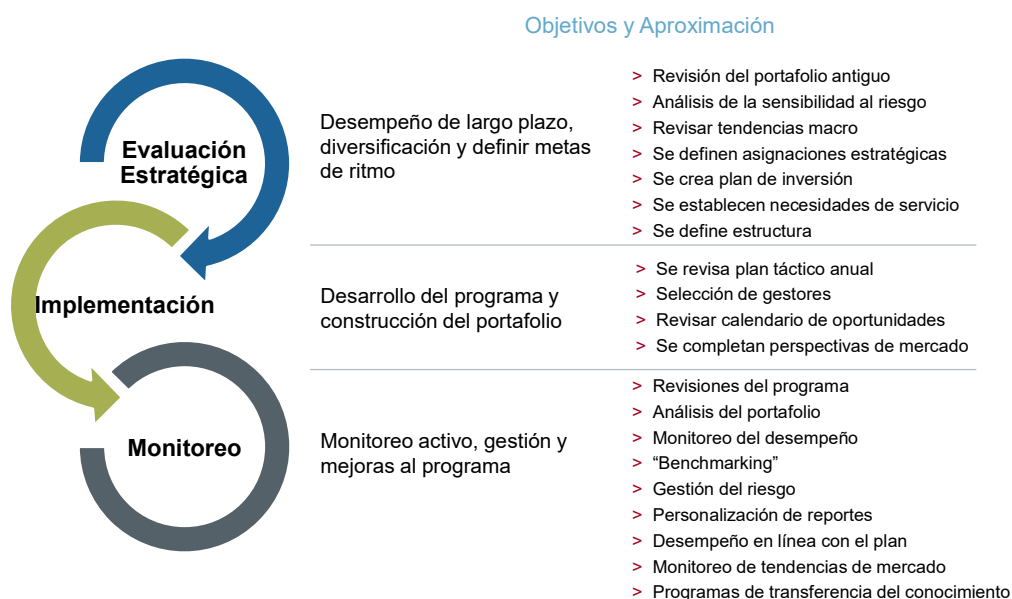 Objetivos y Aproximación
Evaluación
Estratégica
Desempeño de largo plazo,
diversificación y definir metas
de ritmo
> Revisión del portafolio antiguo
> Análisis de la sensibilidad al riesgo
> Revisar tendencias macro
> Se definen asignaciones estratégicas
> Se crea plan de inversión
> Se establecen necesidades de servicio
> Se define estructura
Implementación
Desarrollo del programa y
construcción del portafolio
> Se revisa plan táctico anual
> Selección de gestores
> Revisar calendario de oportunidades
> Se completan perspectivas de mercado
Monitoreo
Monitoreo activo, gestión y
mejoras al programa
> Revisiones del programa
> Análisis del portafolio
> Monitoreo del desempeño
> “Benchmarking”
> Gestión del riesgo
> Personalización de reportes
> Desempeño en línea con el plan
> Monitoreo de tendencias de mercado
> Programas de transferencia del conocimiento